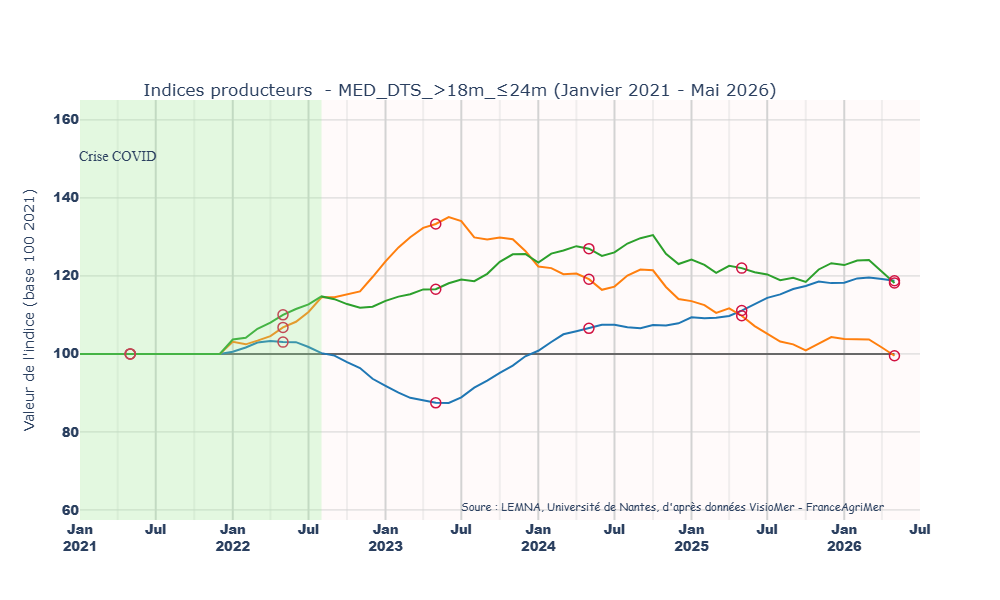 Indices producteurs  - MED_DTS_>18m_≤24m (Janvier 2021 - Mai 2026)
Valeur de l'indice (base 100 2021)
160
Crise COVID
140
120
100
80
60
Soure : LEMNA, Université de Nantes, d'après données VisioMer - FranceAgriMer
Jan Jul Jan Jul Jan Jul Jan Jul Jan Jul Jan Jul
2021 2022 2023 2024 2025 2026